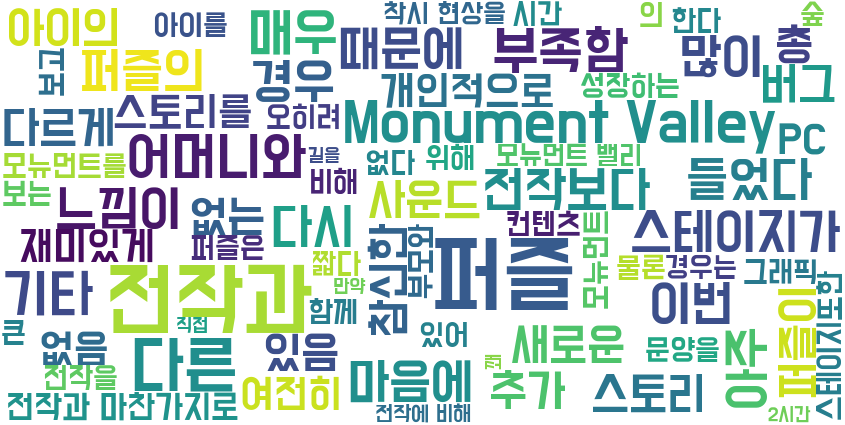 착시 현상을 시간 의 한다 숲
아이의 아이를 매우 때문에 부족함 많이 총
보고 퍼즐의 경우 개인적으로 성장하는 버그
다르게 스토리를 오히려 Monument Valley PC
모뉴먼트를 어머니와 길을 없다 위해 모뉴먼트 밸리
보는 느낌이 없는 비해 사운드 전작보다 들었다
재미있게 퍼즐은 다시 컨텐츠 스테이지가
기타 전작과 짧다 참신한 부모와 퍼즐 모뉴먼트 물론 경우는 그래픽
만약 함께 이번 퍼즐이 스테이지또한
큰 없음 다른 직접 있음 있어 새로운 문양을
전작을 여전히 마음에 꼭 추가 스토리
전작과 마찬가지로 전작에 비해 2시간